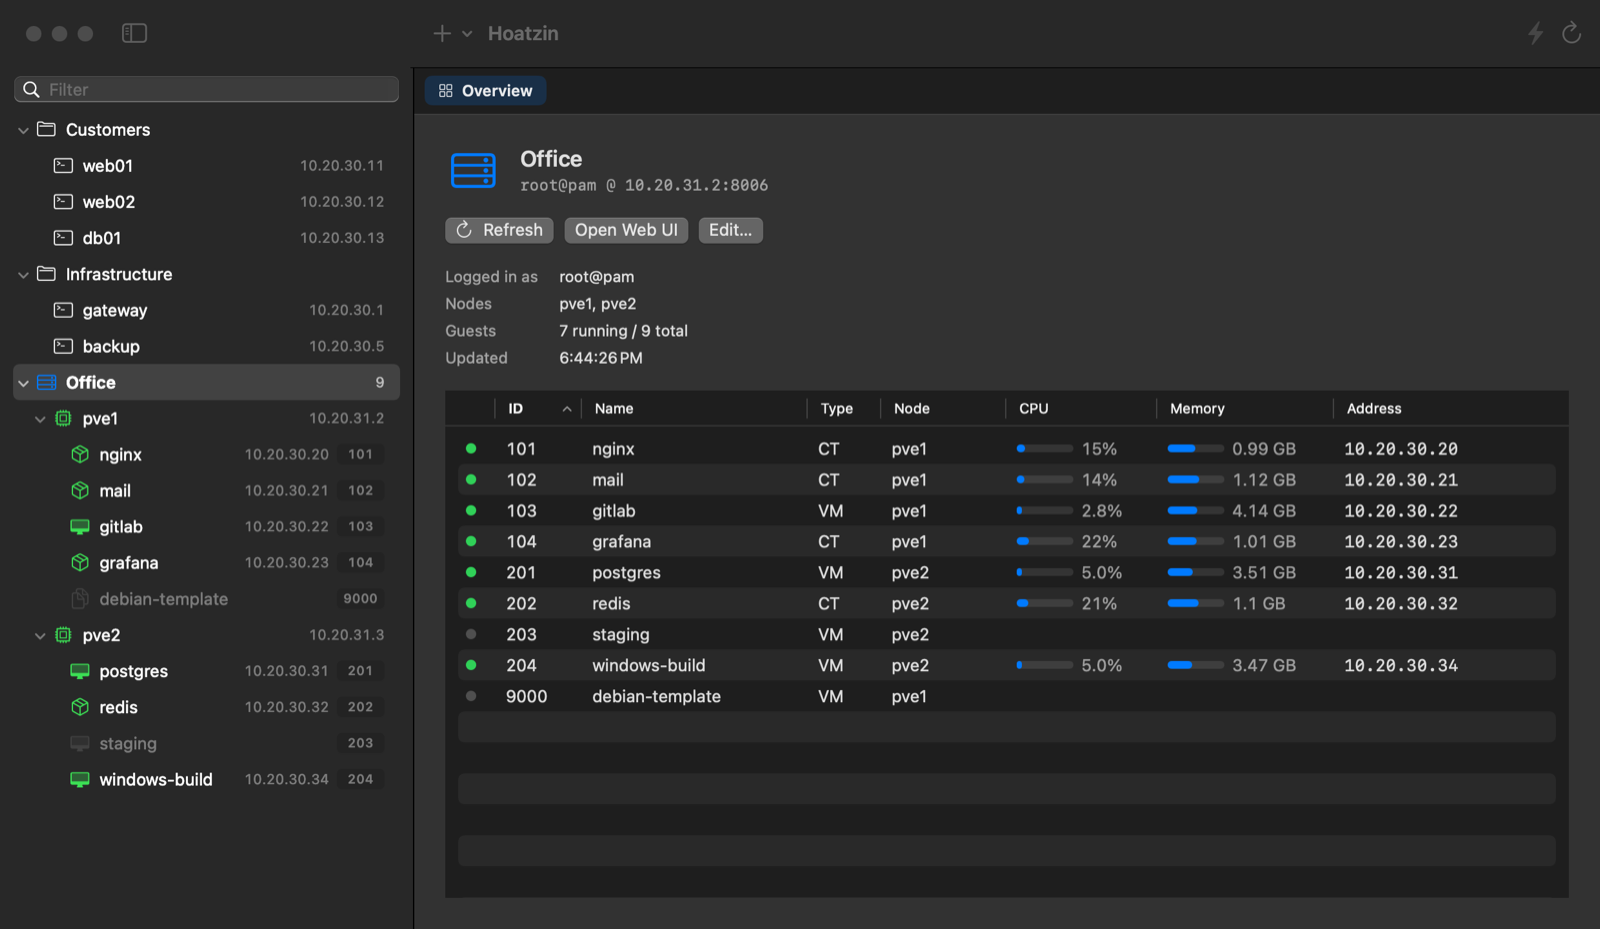 Hoatzin
Filter
Customers
web01 10.20.30.11
web02 10.20.30.12
db01 10.20.30.13
Infrastructure
gateway 10.20.30.1
backup 10.20.30.5
Office 9
pve1 10.20.31.2
nginx 10.20.30.20 101
mail 10.20.30.21 102
gitlab 10.20.30.22 103
grafana 10.20.30.23 104
debian-template 9000
pve2 10.20.31.3
postgres 10.20.30.31 201
redis 10.20.30.32 202
staging 203
windows-build 10.20.30.34 204
Overview
Office
root@pam @ 10.20.31.2:8006
Refresh Open Web UI Edit...
Logged in as root@pam
Nodes pve1, pve2
Guests 7 running / 9 total
Updated 6:44:26 PM
ID Name Type Node CPU Memory Address
101 nginx CT pve1 15% 0.99 GB 10.20.30.20
102 mail CT pve1 14% 1.12 GB 10.20.30.21
103 gitlab VM pve1 2.8% 4.14 GB 10.20.30.22
104 grafana CT pve1 22% 1.01 GB 10.20.30.23
201 postgres VM pve2 5.0% 3.51 GB 10.20.30.31
202 redis CT pve2 21% 1.1 GB 10.20.30.32
203 staging VM pve2
204 windows-build VM pve2 5.0% 3.47 GB 10.20.30.34
9000 debian-template VM pve1